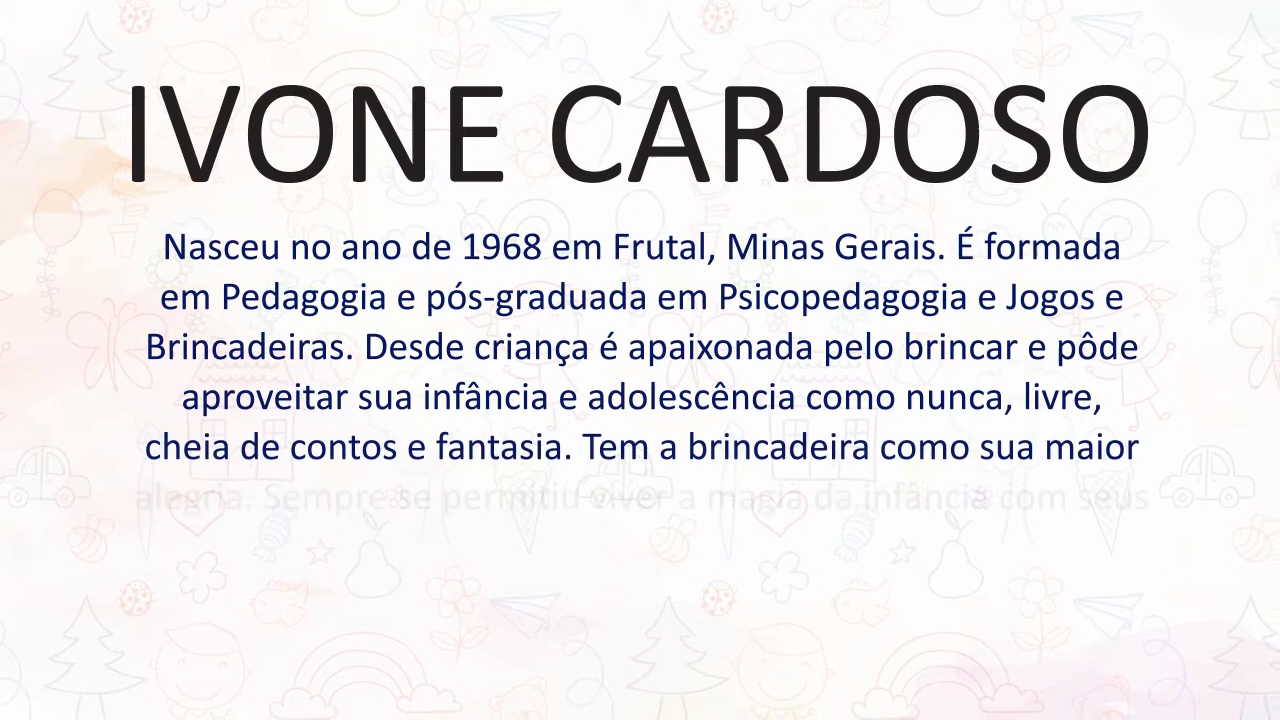 IVONE CARDOSO
Nasceu no ano de 1968 em Frutal, Minas Gerais. É formada
em Pedagogia e pós-graduada em Psicopedagogia e Jogos e
Brincadeiras. Desde criança é apaixonada pelo brincar e pôde
aproveitar sua infância e adolescência como nunca, livre,
cheia de contos e fantasia. Tem a brincadeira como sua maior
alegria. Sempre se permitiu viver a magia da infância com seus